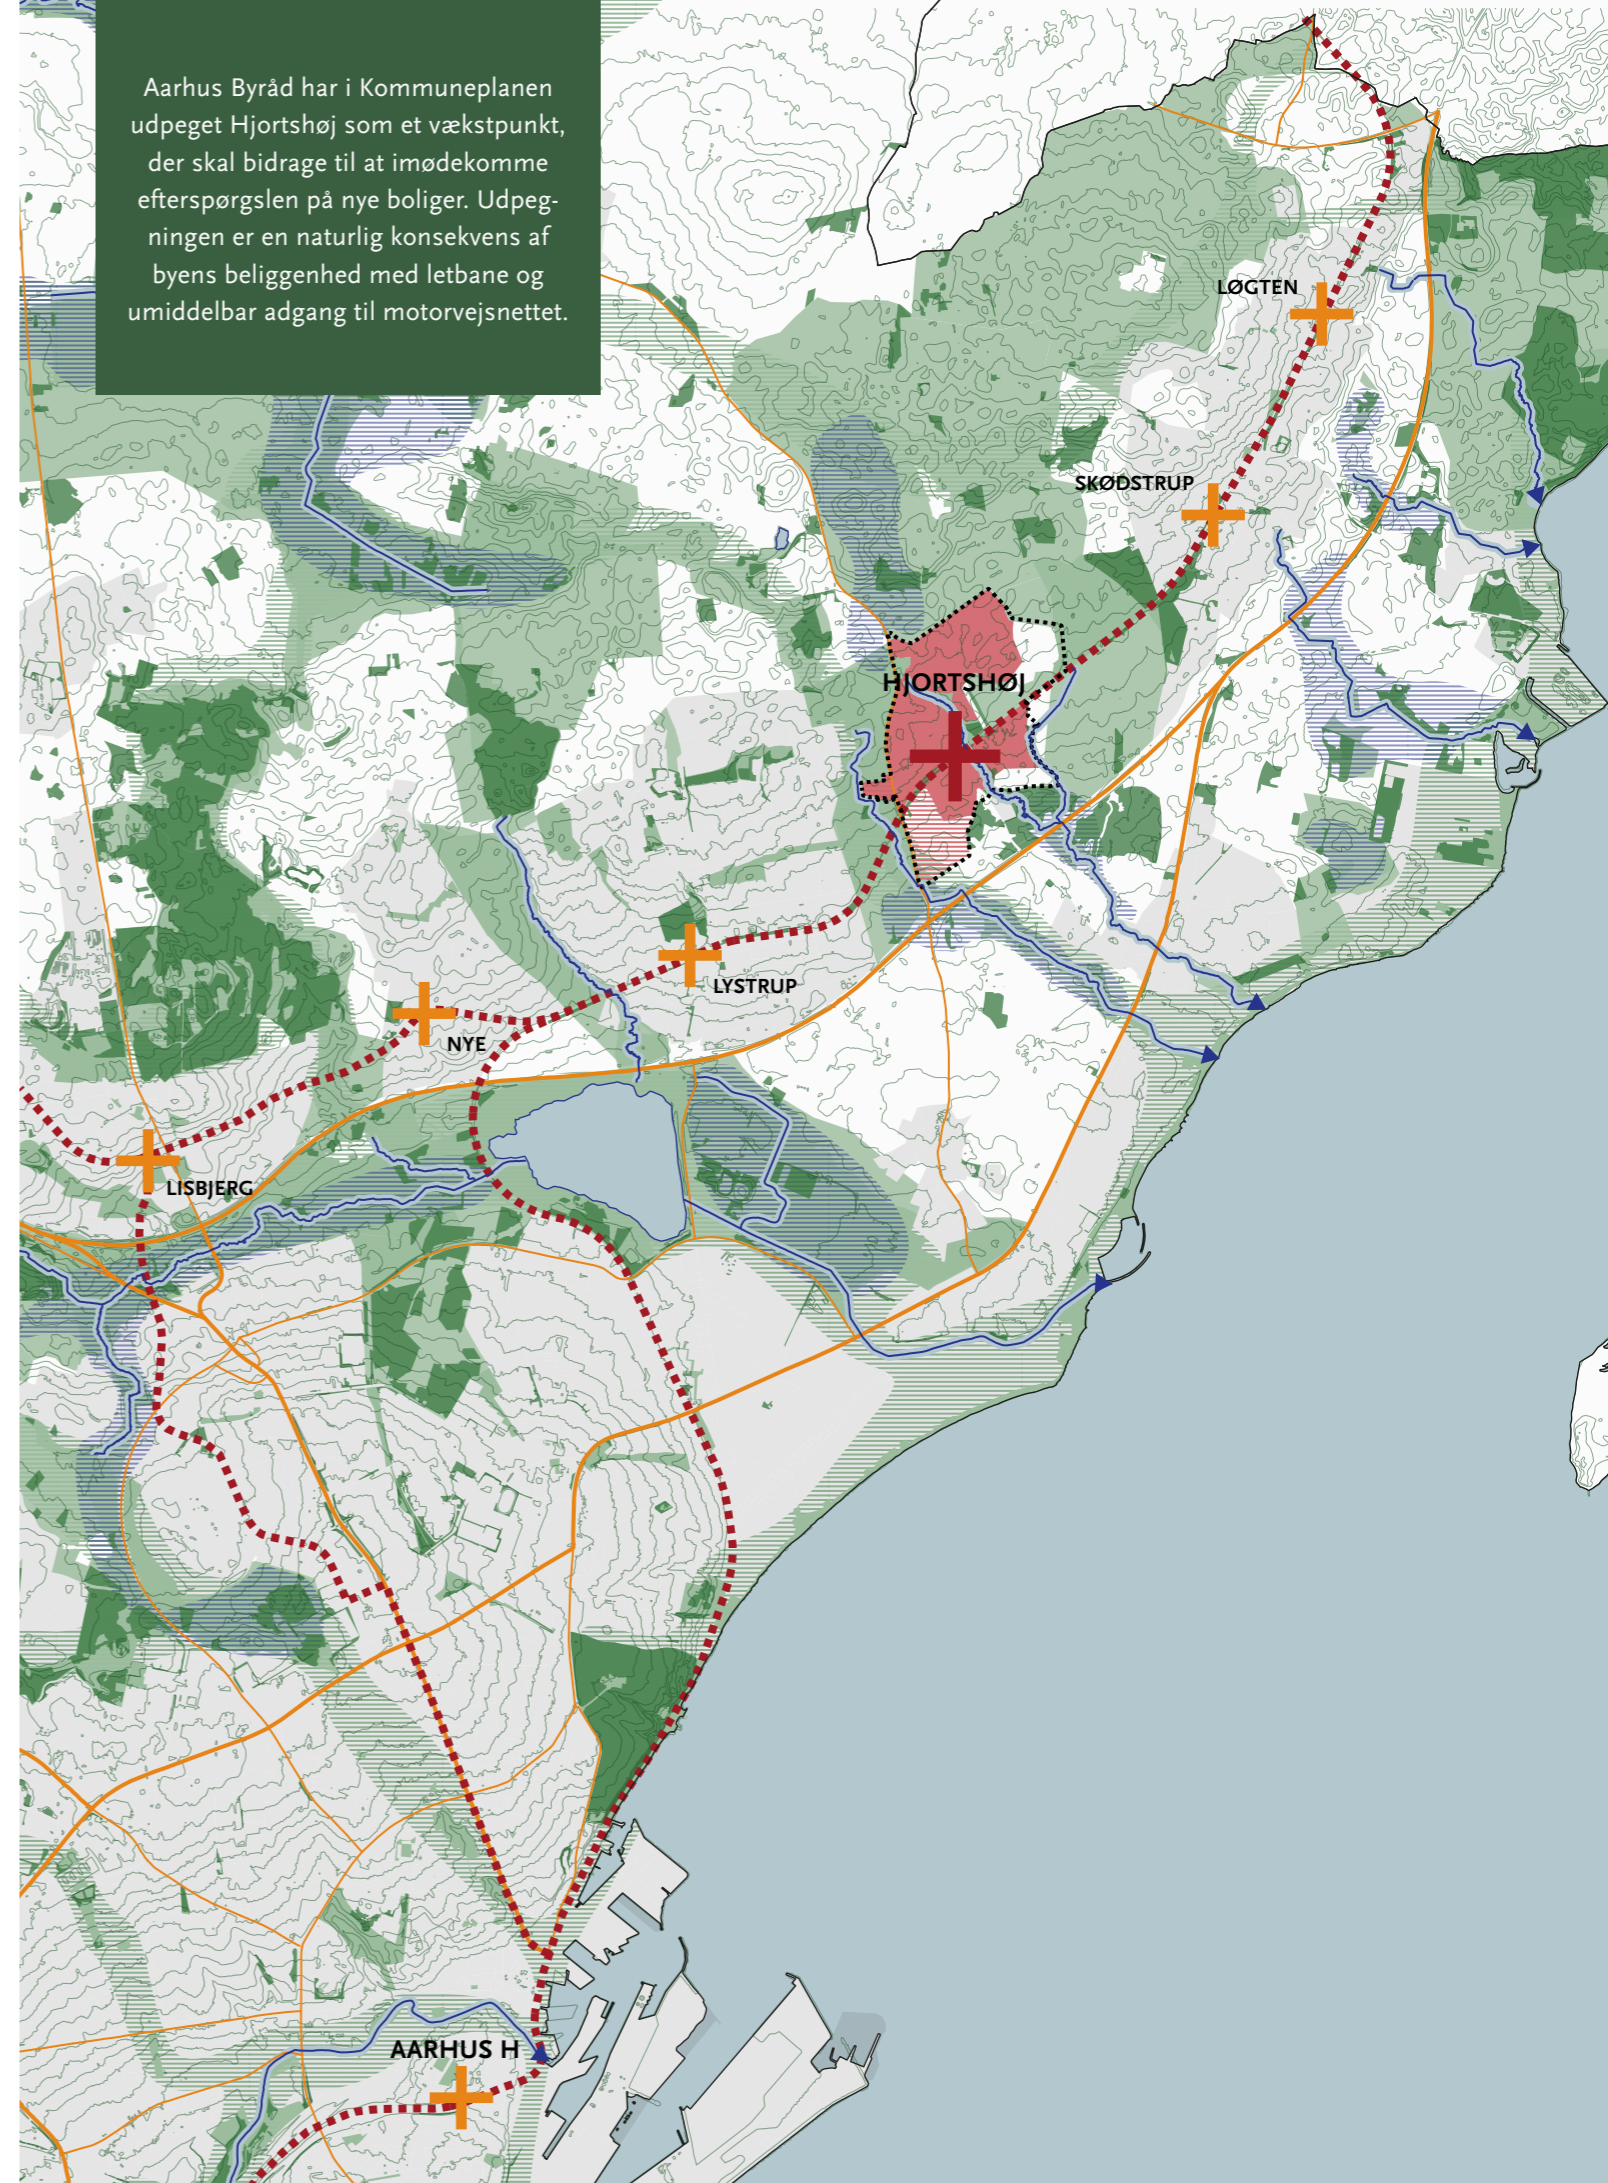 Aarhus Byråd har i Kommuneplanen
udpeget Hjortshøj som et vækstpunkt,
der skal bidrage til at imødekomme
efterspørgslen på nye boliger. Udpeg-
ningen er en naturlig konsekvens af
byens beliggenhed med letbane og
umiddelbar adgang til motorvejsnettet.
LØGTEN
SKØDSTRUP
HJORTSHØJ
LYSTRUP
NYE
LISBJERG
AARHUS H